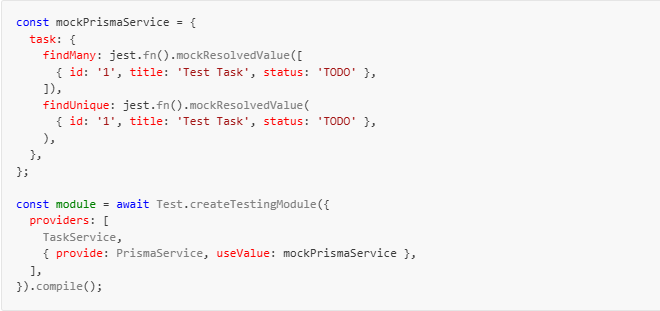 const mockPrismaService = {
  task: {
    findMany: jest.fn().mockResolvedValue([
      { id: '1', title: 'Test Task', status: 'TODO' },
    ]),
    findUnique: jest.fn().mockResolvedValue(
      { id: '1', title: 'Test Task', status: 'TODO' },
    ),
  },
};

const module = await Test.createTestingModule({
  providers: [
    TaskService,
    { provide: PrismaService, useValue: mockPrismaService },
  ],
}).compile();